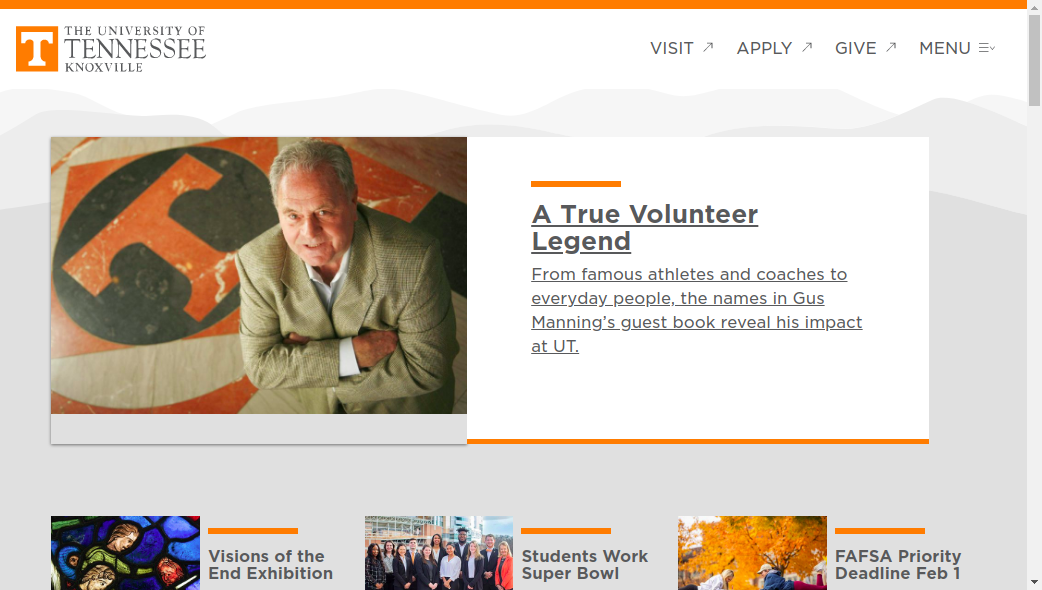 THE UNIVERSITY OF
TENNESSEE
KNOXVILLE
VISIT
APPLY
GIVE
MENU
A True Volunteer
Legend
From famous athletes and coaches to
everyday people, the names in Gus
Manning’s guest book reveal his impact
at UT.
Visions of the
End Exhibition
Students Work
Super Bowl
FAFSA Priority
Deadline Feb 1